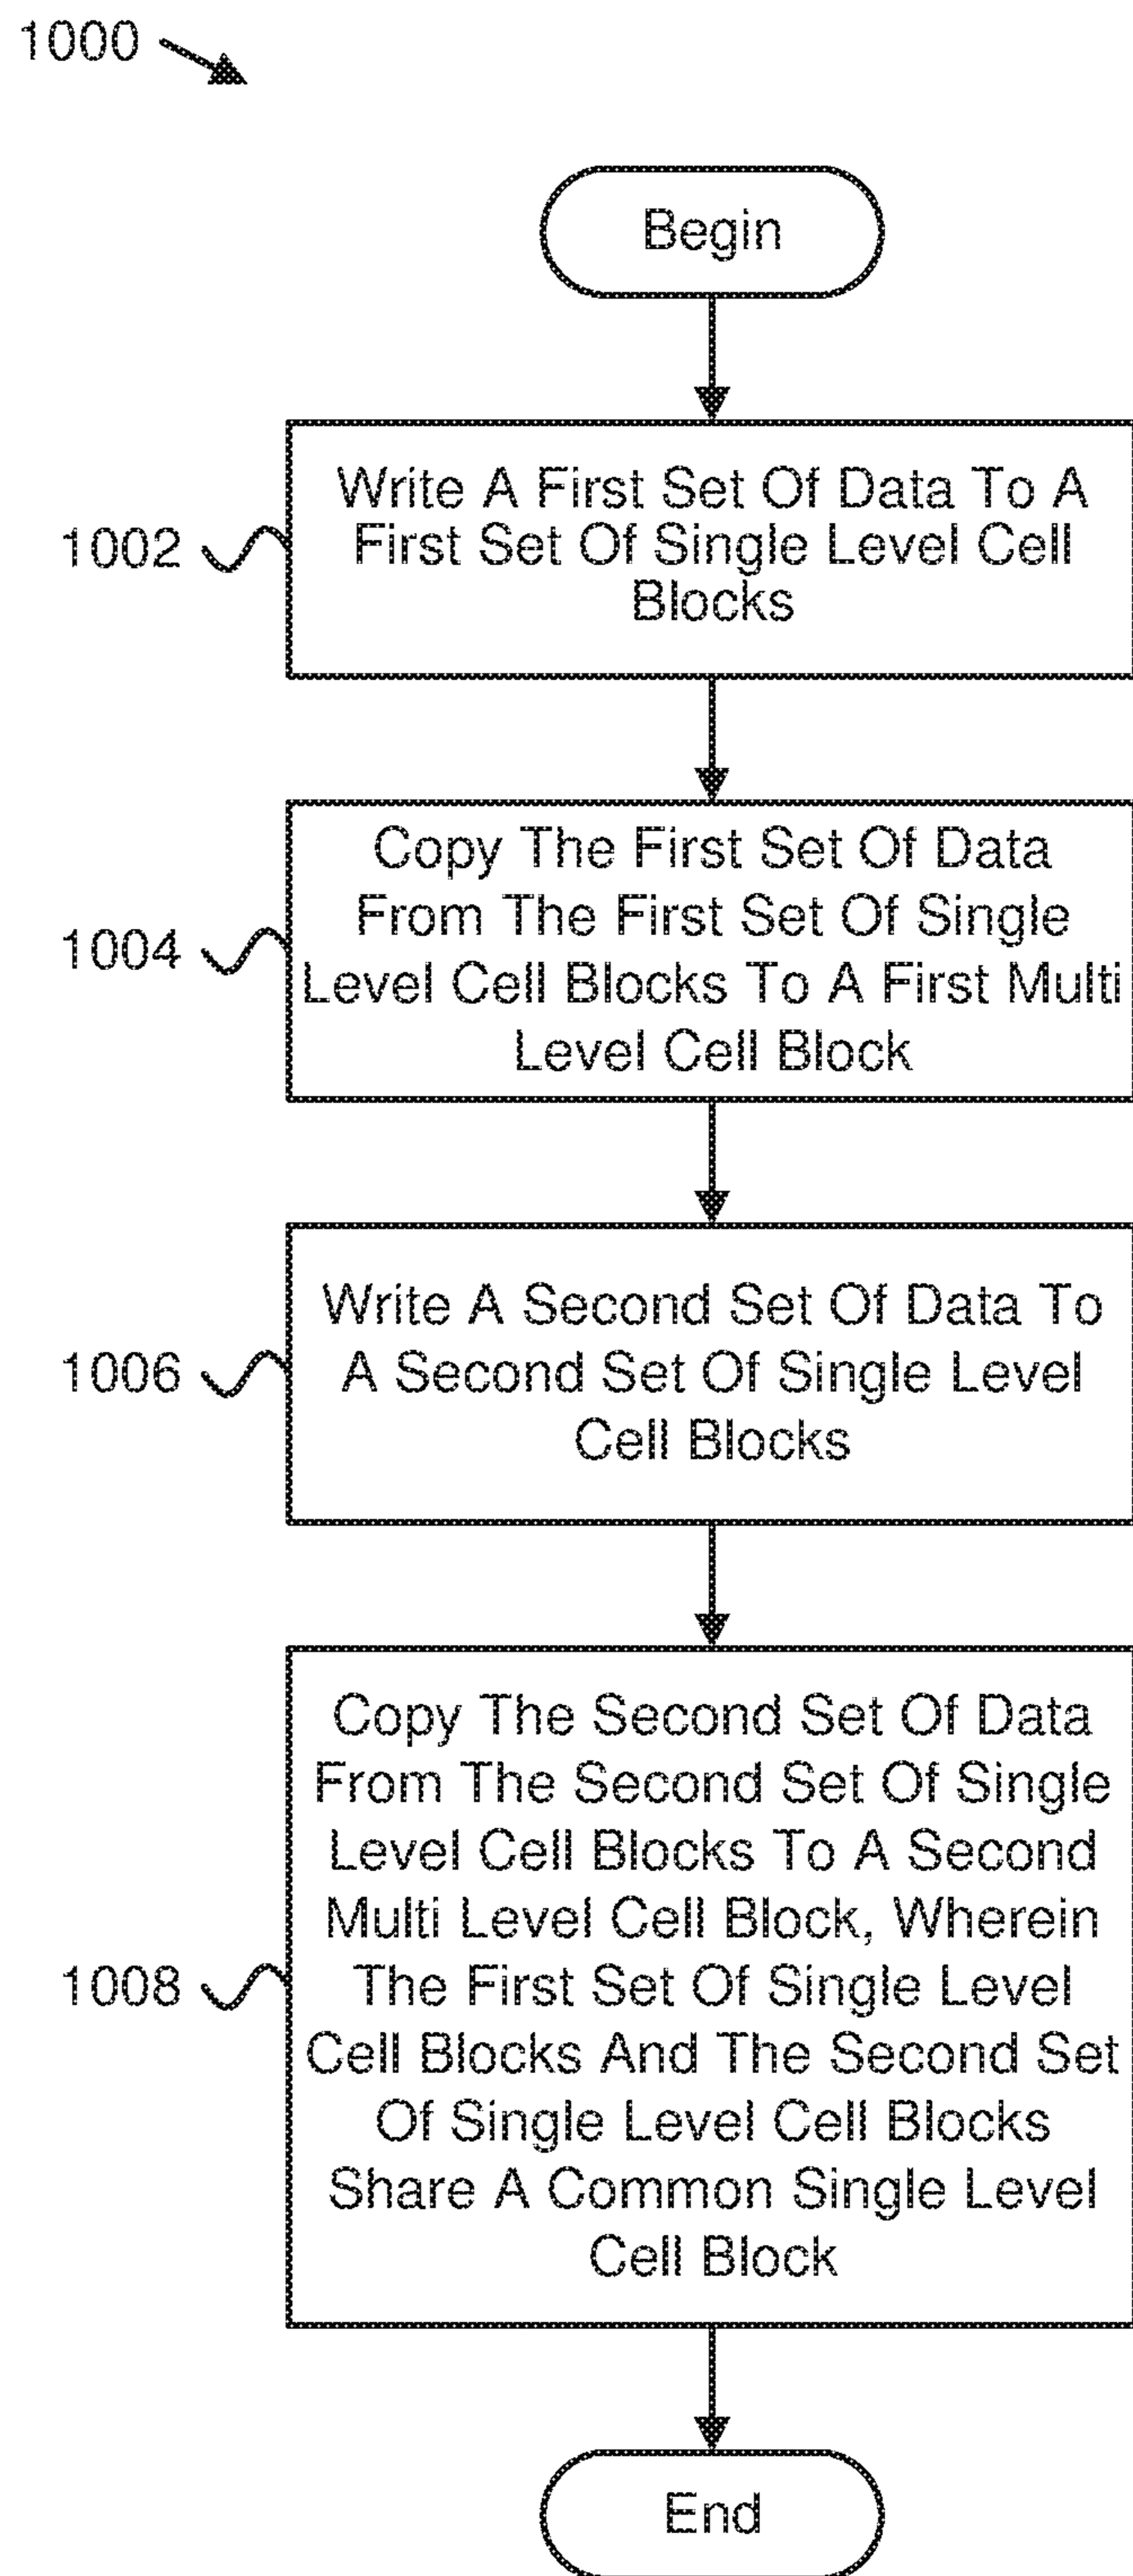 1000
Begin
1002
Write A First Set Of Data To A
First Set Of Single Level Cell
Blocks
1004
Copy The First Set Of Data
From The First Set Of Single
Level Cell Blocks To A First Multi
Level Cell Block
1006
Write A Second Set Of Data To
A Second Set Of Single Level
Cell Blocks
1008
Copy The Second Set Of Data
From The Second Set Of Single
Level Cell Blocks To A Second
Multi Level Cell Block, Wherein
The First Set Of Single Level
Cell Blocks And The Second Set
Of Single Level Cell Blocks
Share A Common Single Level
Cell Block
End